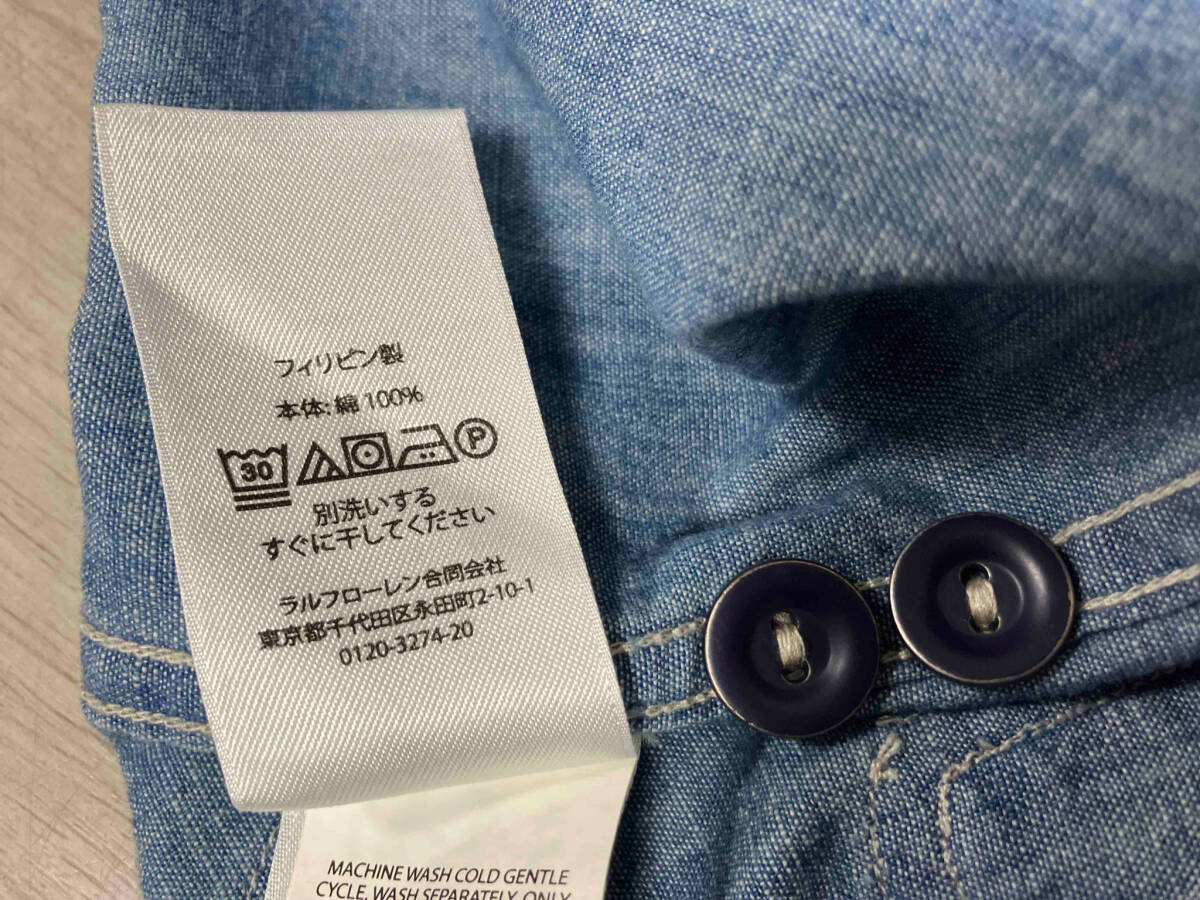 フィリピン製
本体: 綿 100%
30 P
別洗いする
すぐに干してください
ラルフローレン合同会社
東京都千代田区永田町2-10-1
0120-3274-20
MACHINE WASH COLD GENTLE
CYCLE. WASH SEPARATELY. ONLY